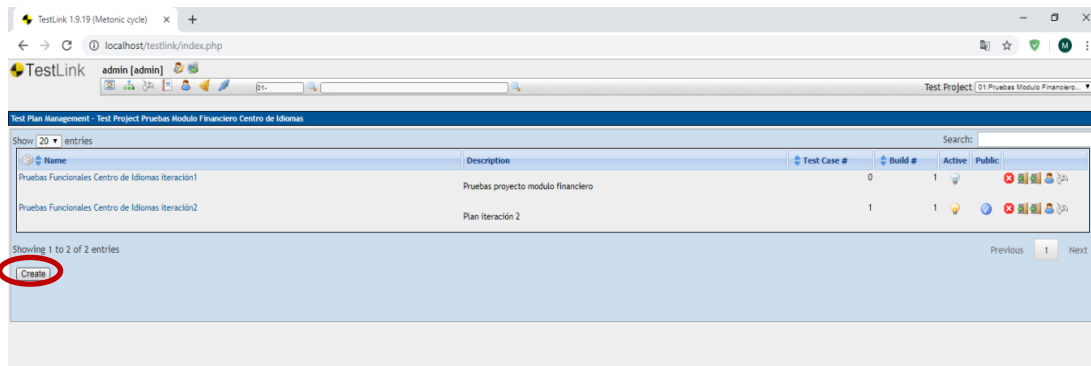 TestLink 1.9.19 (Metonic cycle)
localhost/testlink/index.php
M
TestLink admin [admin]
01- Test Project 01:Pruebas Modulo Financiero...
Test Plan Management - Test Project Pruebas Modulo Financiero Centro de Idiomas
Show 20 entries Search:
Name Description Test Case # Build # Active Public
Pruebas Funcionales Centro de Idiomas iteración1 Pruebas proyecto modulo financiero 0 1
Pruebas Funcionales Centro de Idiomas iteración2 Plan iteración 2 1 1
Showing 1 to 2 of 2 entries Previous 1 Next
Create